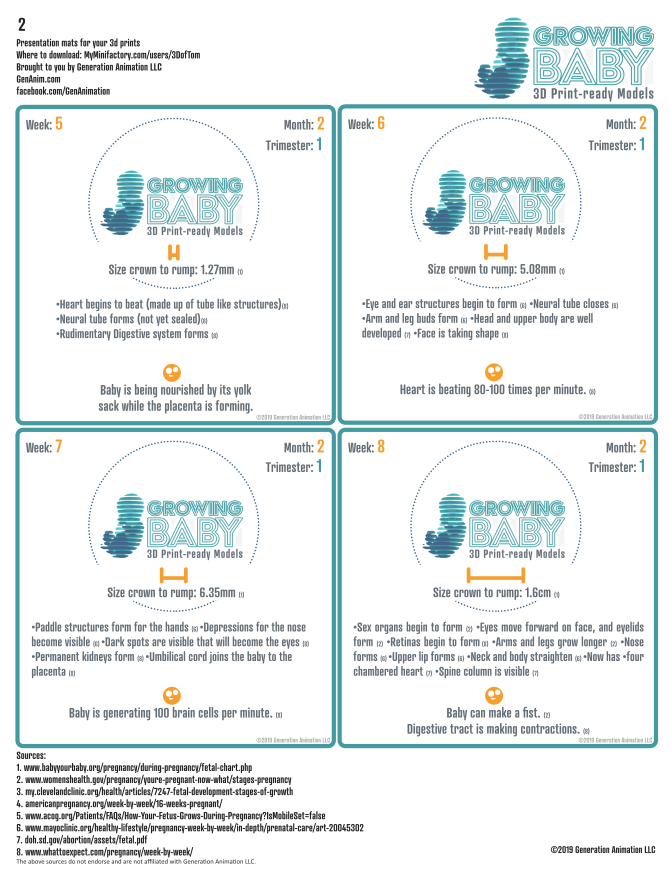 2
Presentation mats for your 3d prints
Where to download: MyMinifactory.com/users/3DofTom
Brought to you by Generation Animation LLC
GenAnim.com
facebook.com/GenAnimation
GROWING
BABY
3D Print-ready Models
Week: 5
Month: 2
Trimester: 1
GROWING
BABY
3D Print-ready Models
Size crown to rump: 1.27mm (1)
•Heart begins to beat (made up of tube like structures)(8)
•Neural tube forms (not yet sealed)(8)
•Rudimentary Digestive system forms (8)
Baby is being nourished by its yolk
sack while the placenta is forming.
©2019 Generation Animation LLC
Week: 6
Month: 2
Trimester: 1
GROWING
BABY
3D Print-ready Models
Size crown to rump: 5.08mm (1)
•Eye and ear structures begin to form (6) •Neural tube closes (6)
•Arm and leg buds form (6) •Head and upper body are well
developed (7) •Face is taking shape (8)
Heart is beating 80-100 times per minute. (8)
©2019 Generation Animation LLC
Week: 7
Month: 2
Trimester: 1
GROWING
BABY
3D Print-ready Models
Size crown to rump: 6.35mm (1)
•Paddle structures form for the hands (6) •Depressions for the nose
become visible (6) •Dark spots are visible that will become the eyes (8)
•Permanent kidneys form (8) •Umbilical cord joins the baby to the
placenta (8)
Baby is generating 100 brain cells per minute. (8)
©2019 Generation Animation LLC
Week: 8
Month: 2
Trimester: 1
GROWING
BABY
3D Print-ready Models
Size crown to rump: 1.6cm (1)
•Sex organs begin to form (2) •Eyes move forward on face, and eyelids
form (2) •Retinas begin to form(6) •Arms and legs grow longer (2) •Nose
forms (6) •Upper lip forms (6) •Neck and body straighten (6) •Now has •four
chambered heart (7) •Spine column is visible (7)
Baby can make a fist. (2)
Digestive tract is making contractions. (8)
©2019 Generation Animation LLC
Sources:
1. www.babyyourbaby.org/pregnancy/during-pregnancy/fetal-chart.php
2. www.womenshealth.gov/pregnancy/youre-pregnant-now-what/stages-pregnancy
3. my.clevelandclinic.org/health/articles/7247-fetal-development-stages-of-growth
4. americanpregnancy.org/week-by-week/16-weeks-pregnant/
5. www.acog.org/Patients/FAQs/How-Your-Fetus-Grows-During-Pregnancy?IsMobileSet=false
6. www.mayoclinic.org/healthy-lifestyle/pregnancy-week-by-week/in-depth/prenatal-care/art-20045302
7. doh.sd.gov/abortion/assets/fetal.pdf
8. www.whattoexpect.com/pregnancy/week-by-week/
The above sources do not endorse and are not affiliated with Generation Animation LLC.
©2019 Generation Animation LLC